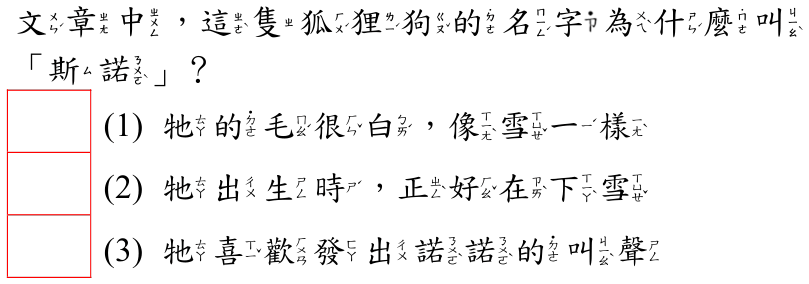 文章中，這隻狐狸狗的名字為什麼叫
「斯諾」？
(1) 牠的毛很白，像雪一樣
(2) 牠出生時，正好在下雪
(3) 牠喜歡發出諾諾的叫聲